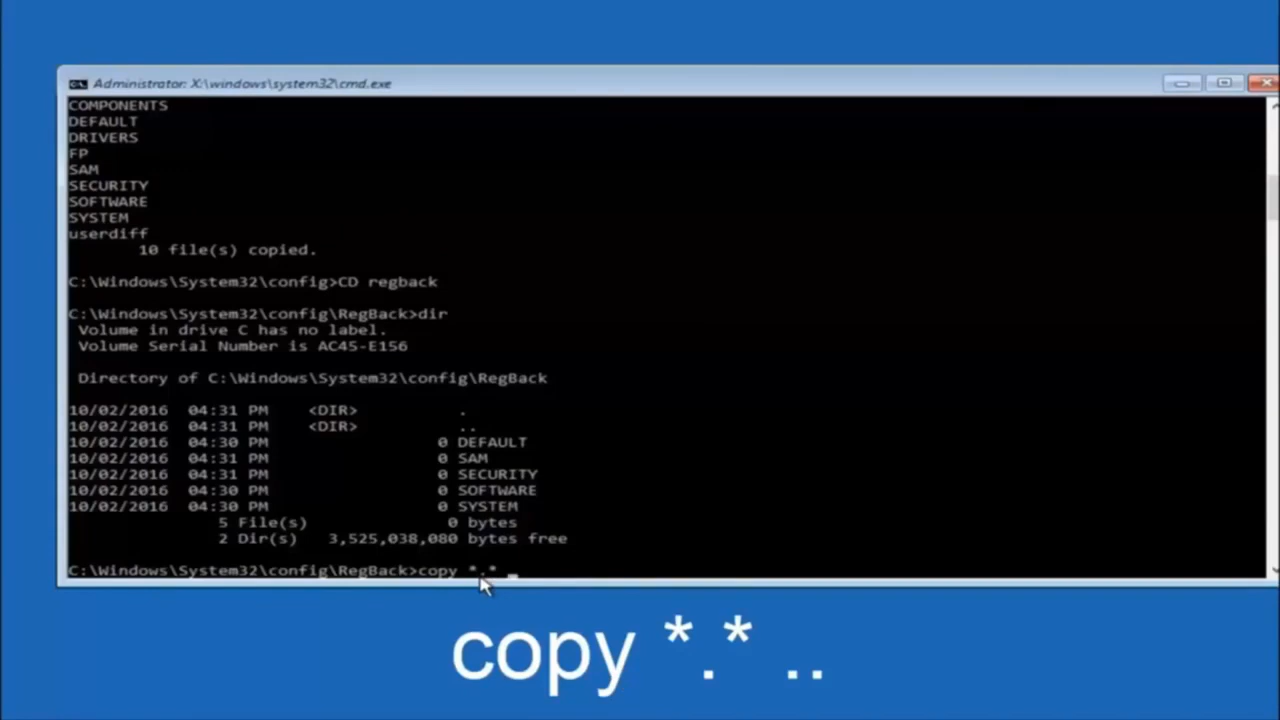 Administrator: X:\windows\system32\cmd.exe
COMPONENTS
DEFAULT
DRIVERS
FP
SAM
SECURITY
SOFTWARE
SYSTEM
userdiff
10 file(s) copied.
C:\Windows\System32\config>CD regback
C:\Windows\System32\config\RegBack>dir
Volume in drive C has no label.
Volume Serial Number is AC45-E156
Directory of C:\Windows\System32\config\RegBack
10/02/2016 04:31 PM <DIR> .
10/02/2016 04:31 PM <DIR> ..
10/02/2016 04:30 PM 0 DEFAULT
10/02/2016 04:31 PM 0 SAM
10/02/2016 04:31 PM 0 SECURITY
10/02/2016 04:30 PM 0 SOFTWARE
10/02/2016 04:30 PM 0 SYSTEM
5 File(s) 0 bytes
2 Dir(s) 3,525,038,080 bytes free
C:\Windows\System32\config\RegBack>copy *.* _
copy *.* ..